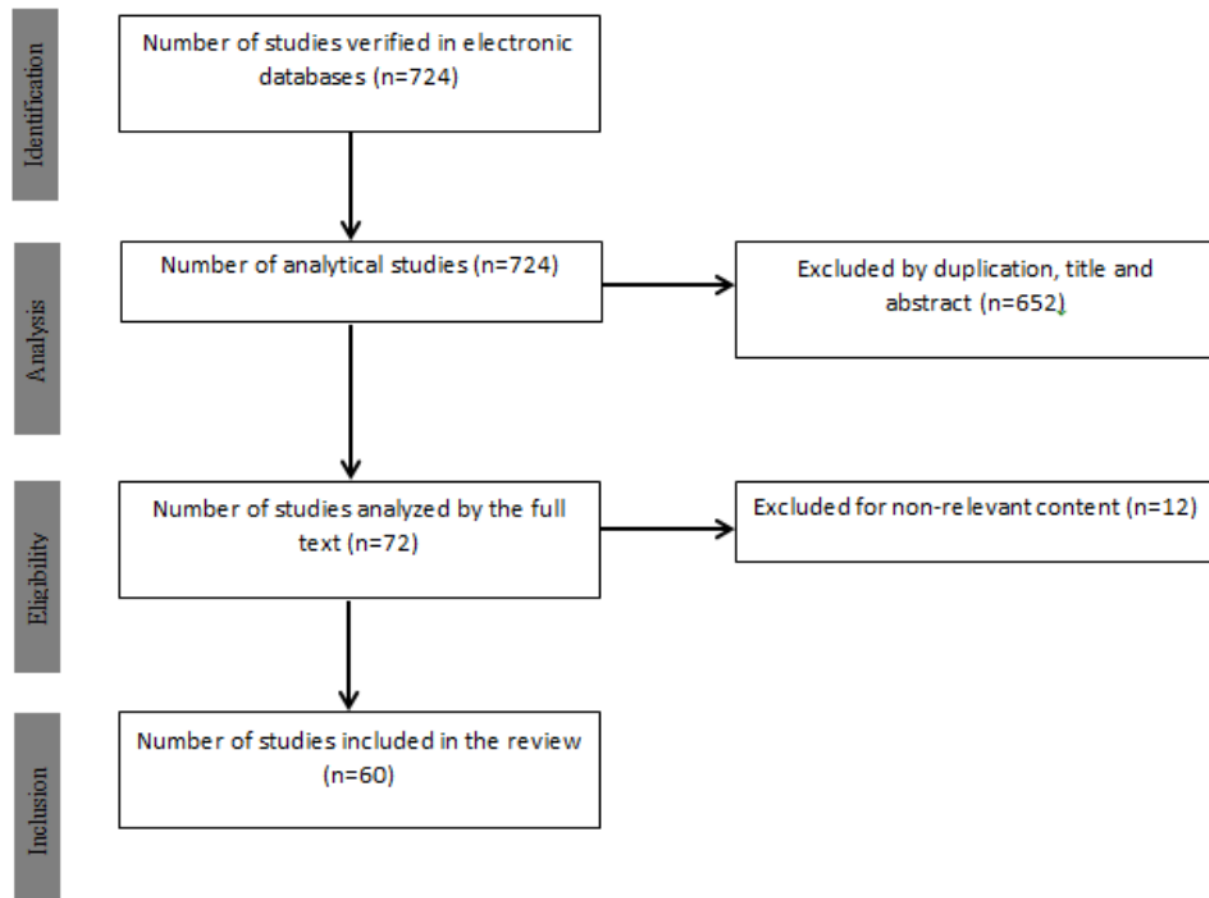 Identification
Number of studies verified in electronic
databases (n=724)
Analysis
Number of analytical studies (n=724)
Excluded by duplication, title and
abstract (n=652)
Eligibility
Number of studies analyzed by the full
text (n=72)
Excluded for non-relevant content (n=12)
Inclusion
Number of studies included in the review
(n=60)